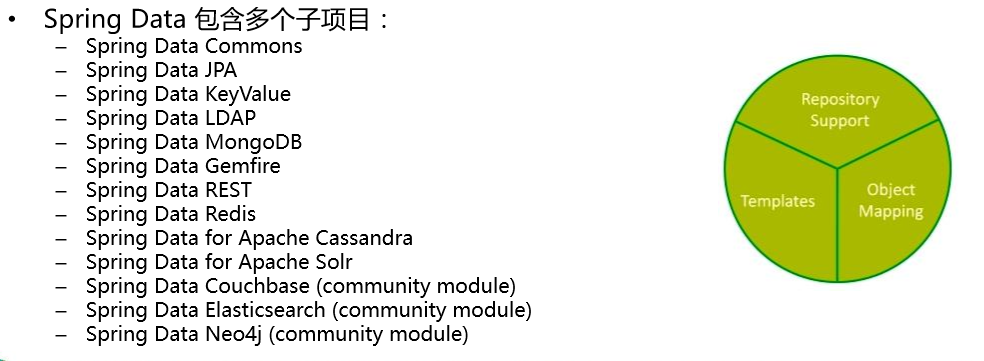 • Spring Data 包含多个子项目：
– Spring Data Commons
– Spring Data JPA
– Spring Data KeyValue
– Spring Data LDAP
– Spring Data MongoDB
– Spring Data Gemfire
– Spring Data REST
– Spring Data Redis
– Spring Data for Apache Cassandra
– Spring Data for Apache Solr
– Spring Data Couchbase (community module)
– Spring Data Elasticsearch (community module)
– Spring Data Neo4j (community module)
Repository
Support
Templates
Object
Mapping